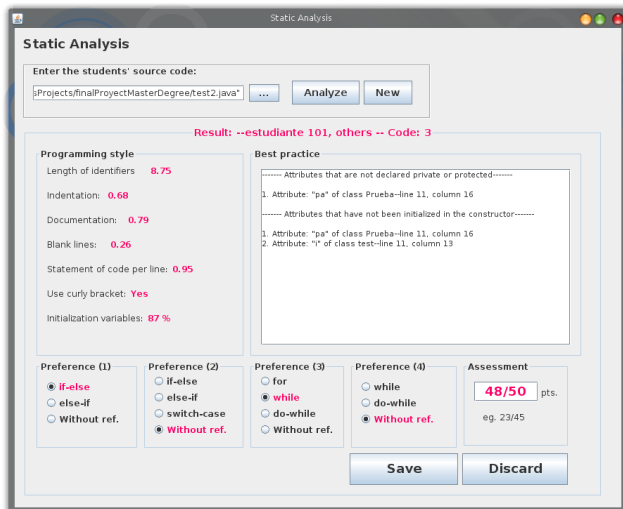 Static Analysis
Static Analysis
Enter the students' source code:
sProjects/finalProyectMasterDegree/test2.java" ... Analyze New
Result: --estudiante 101, others -- Code: 3
Programming style
Length of identifiers 8.75
Indentation: 0.68
Documentation: 0.79
Blank lines: 0.26
Statement of code per line: 0.95
Use curly bracket: Yes
Initialization variables: 87 %
Best practice
------- Attributes that are not declared private or protected-------
1. Attribute: "pa" of class Prueba--line 11, column 16
------- Attributes that have not been initialized in the constructor-------
1. Attribute: "pa" of class Prueba--line 11, column 16
2. Attribute: "i" of class test--line 11, column 13
Preference (1)
if-else
else-if
Without ref.
Preference (2)
if-else
else-if
switch-case
Without ref.
Preference (3)
for
while
do-while
Without ref.
Preference (4)
while
do-while
Without ref.
Assessment
48/50 pts.
eg. 23/45
Save Discard